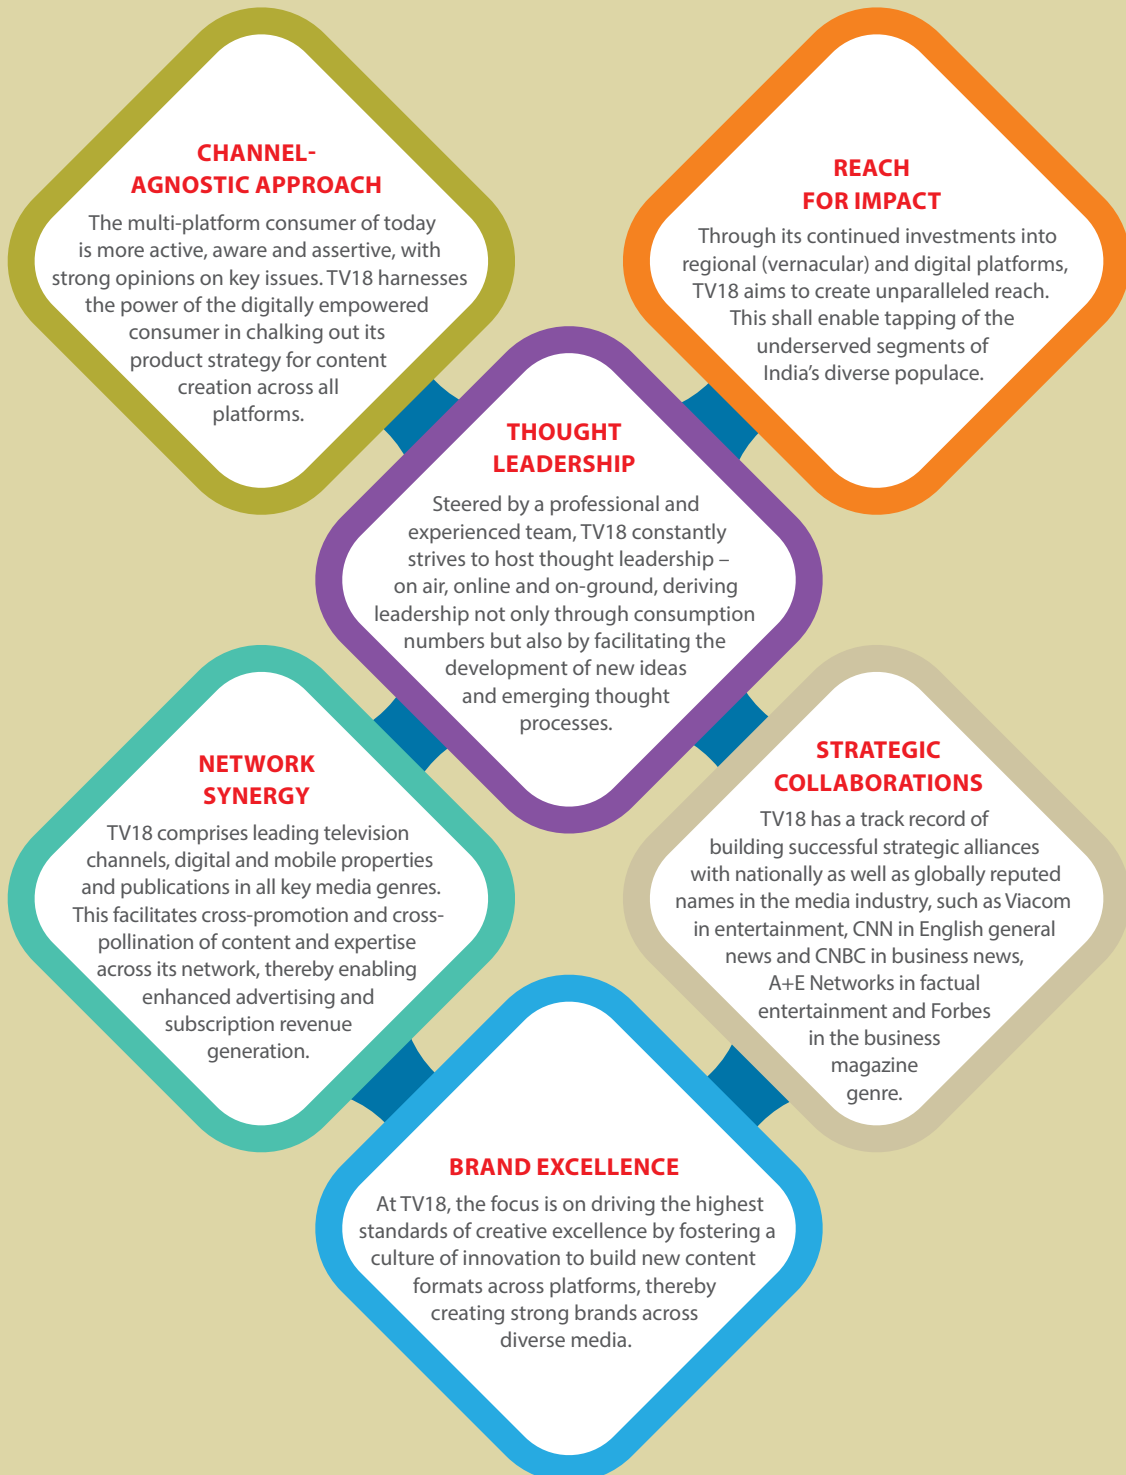 CHANNEL-
AGNOSTIC APPROACH
The multi-platform consumer of today
is more active, aware and assertive, with
strong opinions on key issues. TV18 harnesses
the power of the digitally empowered
consumer in chalking out its
product strategy for content
creation across all
platforms.
REACH
FOR IMPACT
Through its continued investments into
regional (vernacular) and digital platforms,
TV18 aims to create unparalleled reach.
This shall enable tapping of the
underserved segments of
India’s diverse populace.
THOUGHT
LEADERSHIP
Steered by a professional and
experienced team, TV18 constantly
strives to host thought leadership –
on air, online and on-ground, deriving
leadership not only through consumption
numbers but also by facilitating the
development of new ideas
and emerging thought
processes.
NETWORK
SYNERGY
TV18 comprises leading television
channels, digital and mobile properties
and publications in all key media genres.
This facilitates cross-promotion and cross-
pollination of content and expertise
across its network, thereby enabling
enhanced advertising and
subscription revenue
generation.
STRATEGIC
COLLABORATIONS
TV18 has a track record of
building successful strategic alliances
with nationally as well as globally reputed
names in the media industry, such as Viacom
in entertainment, CNN in English general
news and CNBC in business news,
A+E Networks in factual
entertainment and Forbes
in the business
magazine
genre.
BRAND EXCELLENCE
At TV18, the focus is on driving the highest
standards of creative excellence by fostering a
culture of innovation to build new content
formats across platforms, thereby
creating strong brands across
diverse media.